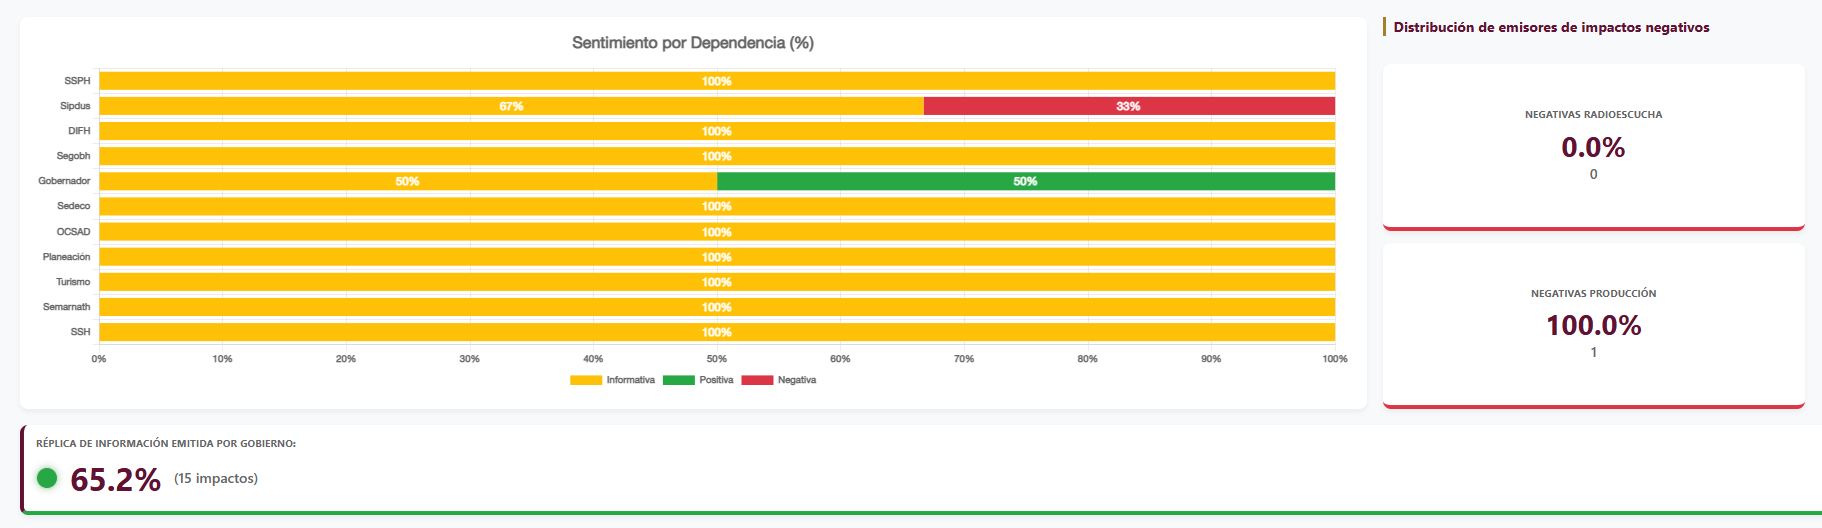 Sentimiento por Dependencia (%)
SSPH 100%
Sipdus 67% 33%
DIFH 100%
Segobh 100%
Gobernador 50% 50%
Sedeco 100%
OCSAD 100%
Planeación 100%
Turismo 100%
Semarnath 100%
SSH 100%
0% 10% 20% 30% 40% 50% 60% 70% 80% 90% 100%
Informativa Positiva Negativa
Distribución de emisores de impactos negativos
NEGATIVAS RADIOESCUCHA
0.0%
0
NEGATIVAS PRODUCCIÓN
100.0%
1
RÉPLICA DE INFORMACIÓN EMITIDA POR GOBIERNO:
65.2% (15 impactos)